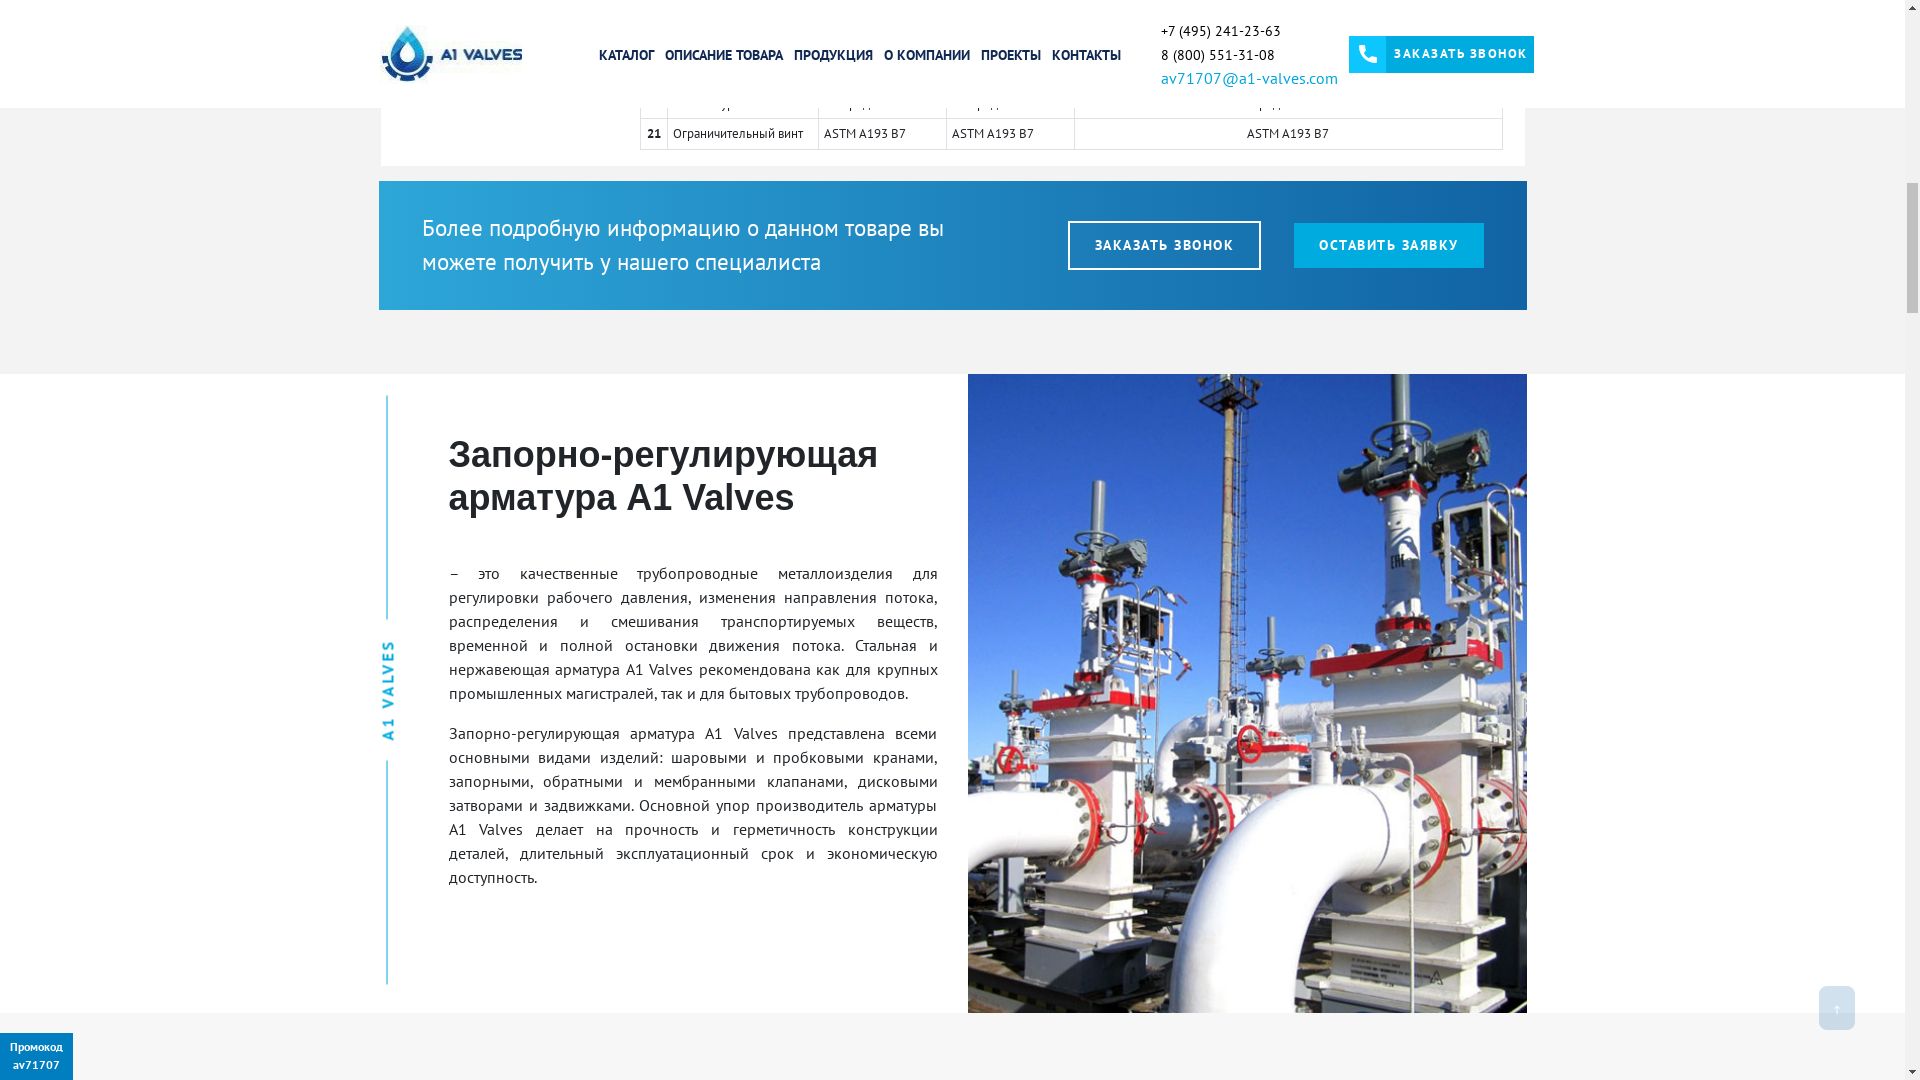 A1 VALVES
КАТАЛОГ ОПИСАНИЕ ТОВАРА ПРОДУКЦИЯ О КОМПАНИИ ПРОЕКТЫ КОНТАКТЫ
+7 (495) 241-23-63
8 (800) 551-31-08
av71707@a1-valves.com
ЗАКАЗАТЬ ЗВОНОК
21 Ограничительный винт ASTM A193 B7 ASTM A193 B7 ASTM A193 B7
Более подробную информацию о данном товаре вы
можете получить у нашего специалиста
ЗАКАЗАТЬ ЗВОНОК
ОСТАВИТЬ ЗАЯВКУ
A1 VALVES
Запорно-регулирующая
арматура A1 Valves
– это качественные трубопроводные металлоизделия для
регулировки рабочего давления, изменения направления потока,
распределения и смешивания транспортируемых веществ,
временной и полной остановки движения потока. Стальная и
нержавеющая арматура A1 Valves рекомендована как для крупных
промышленных магистралей, так и для бытовых трубопроводов.
Запорно-регулирующая арматура A1 Valves представлена всеми
основными видами изделий: шаровыми и пробковыми кранами,
запорными, обратными и мембранными клапанами, дисковыми
затворами и задвижками. Основной упор производитель арматуры
A1 Valves делает на прочность и герметичность конструкции
деталей, длительный эксплуатационный срок и экономическую
доступность.
↑
Промокод
av71707